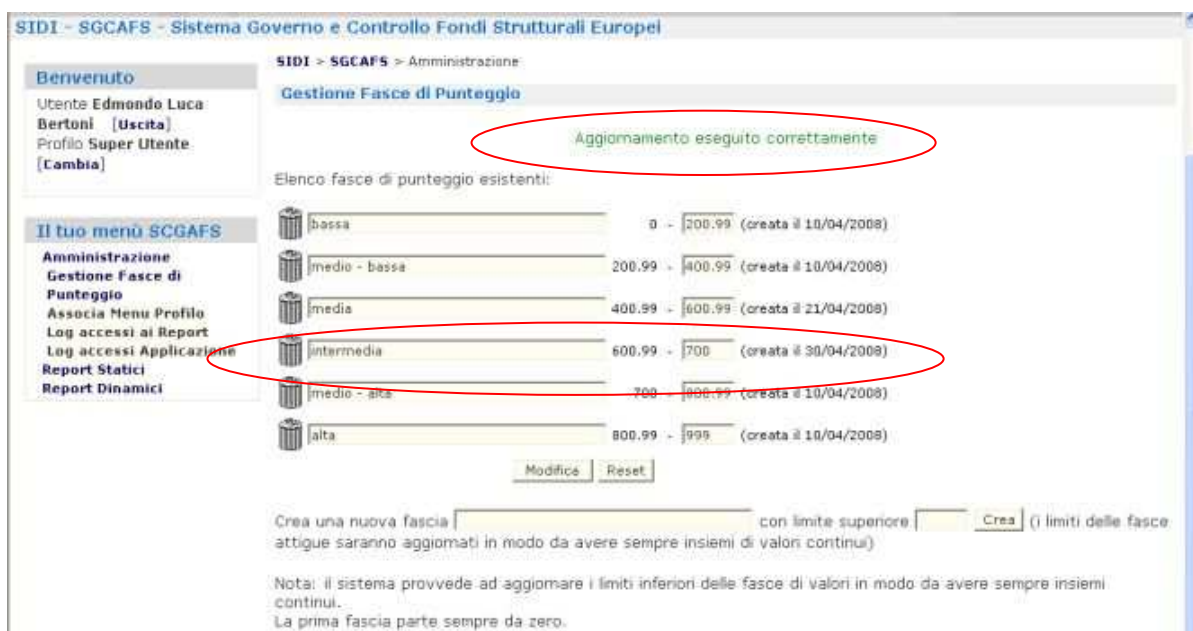 SIDI - SGCAFS - Sistema Governo e Controllo Fondi Strutturali Europei
Benvenuto
Utente Edmondo Luca
Bertoni [Uscita]
Profilo Super Utente
[Cambia]
Il tuo menù SCGAFS
Amministrazione
Gestione Fasce di
Punteggio
Associa Menu Profilo
Log accessi ai Report
Log accessi Applicazione
Report Statici
Report Dinamici
SIDI > SGCAFS > Amministrazione
Gestione Fasce di Punteggio
Aggiornamento eseguito correttamente
Elenco fasce di punteggio esistenti:
bassa 0 - 200.99 (creata il 10/04/2008)
medio - bassa 200.99 - 400.99 (creata il 10/04/2008)
media 400.99 - 600.99 (creata il 21/04/2008)
intermedia 600.99 - 700 (creata il 30/04/2008)
medio - alta 700 - 800.99 (creata il 10/04/2008)
alta 800.99 - 999 (creata il 10/04/2008)
Modifica Reset
Crea una nuova fascia con limite superiore Crea (i limiti delle fasce
attigue saranno aggiornati in modo da avere sempre insiemi di valori continui)
Nota: il sistema provvede ad aggiornare i limiti inferiori delle fasce di valori in modo da avere sempre insiemi
continui.
La prima fascia parte sempre da zero.